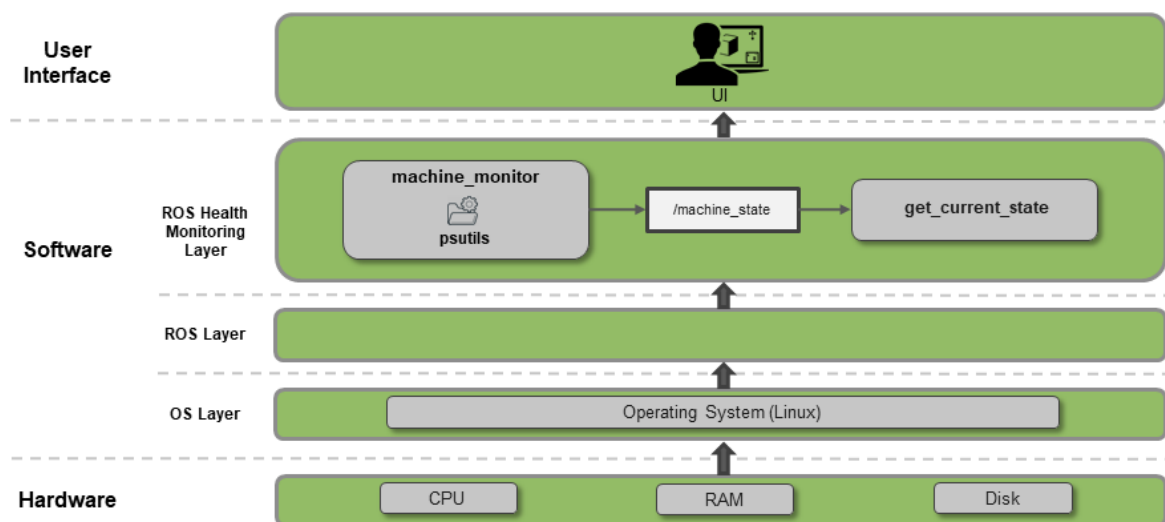 User
Interface
UI
Software
ROS Health
Monitoring
Layer
machine_monitor
psutils
/machine_state
get_current_state
ROS Layer
OS Layer
Operating System (Linux)
Hardware
CPU
RAM
Disk